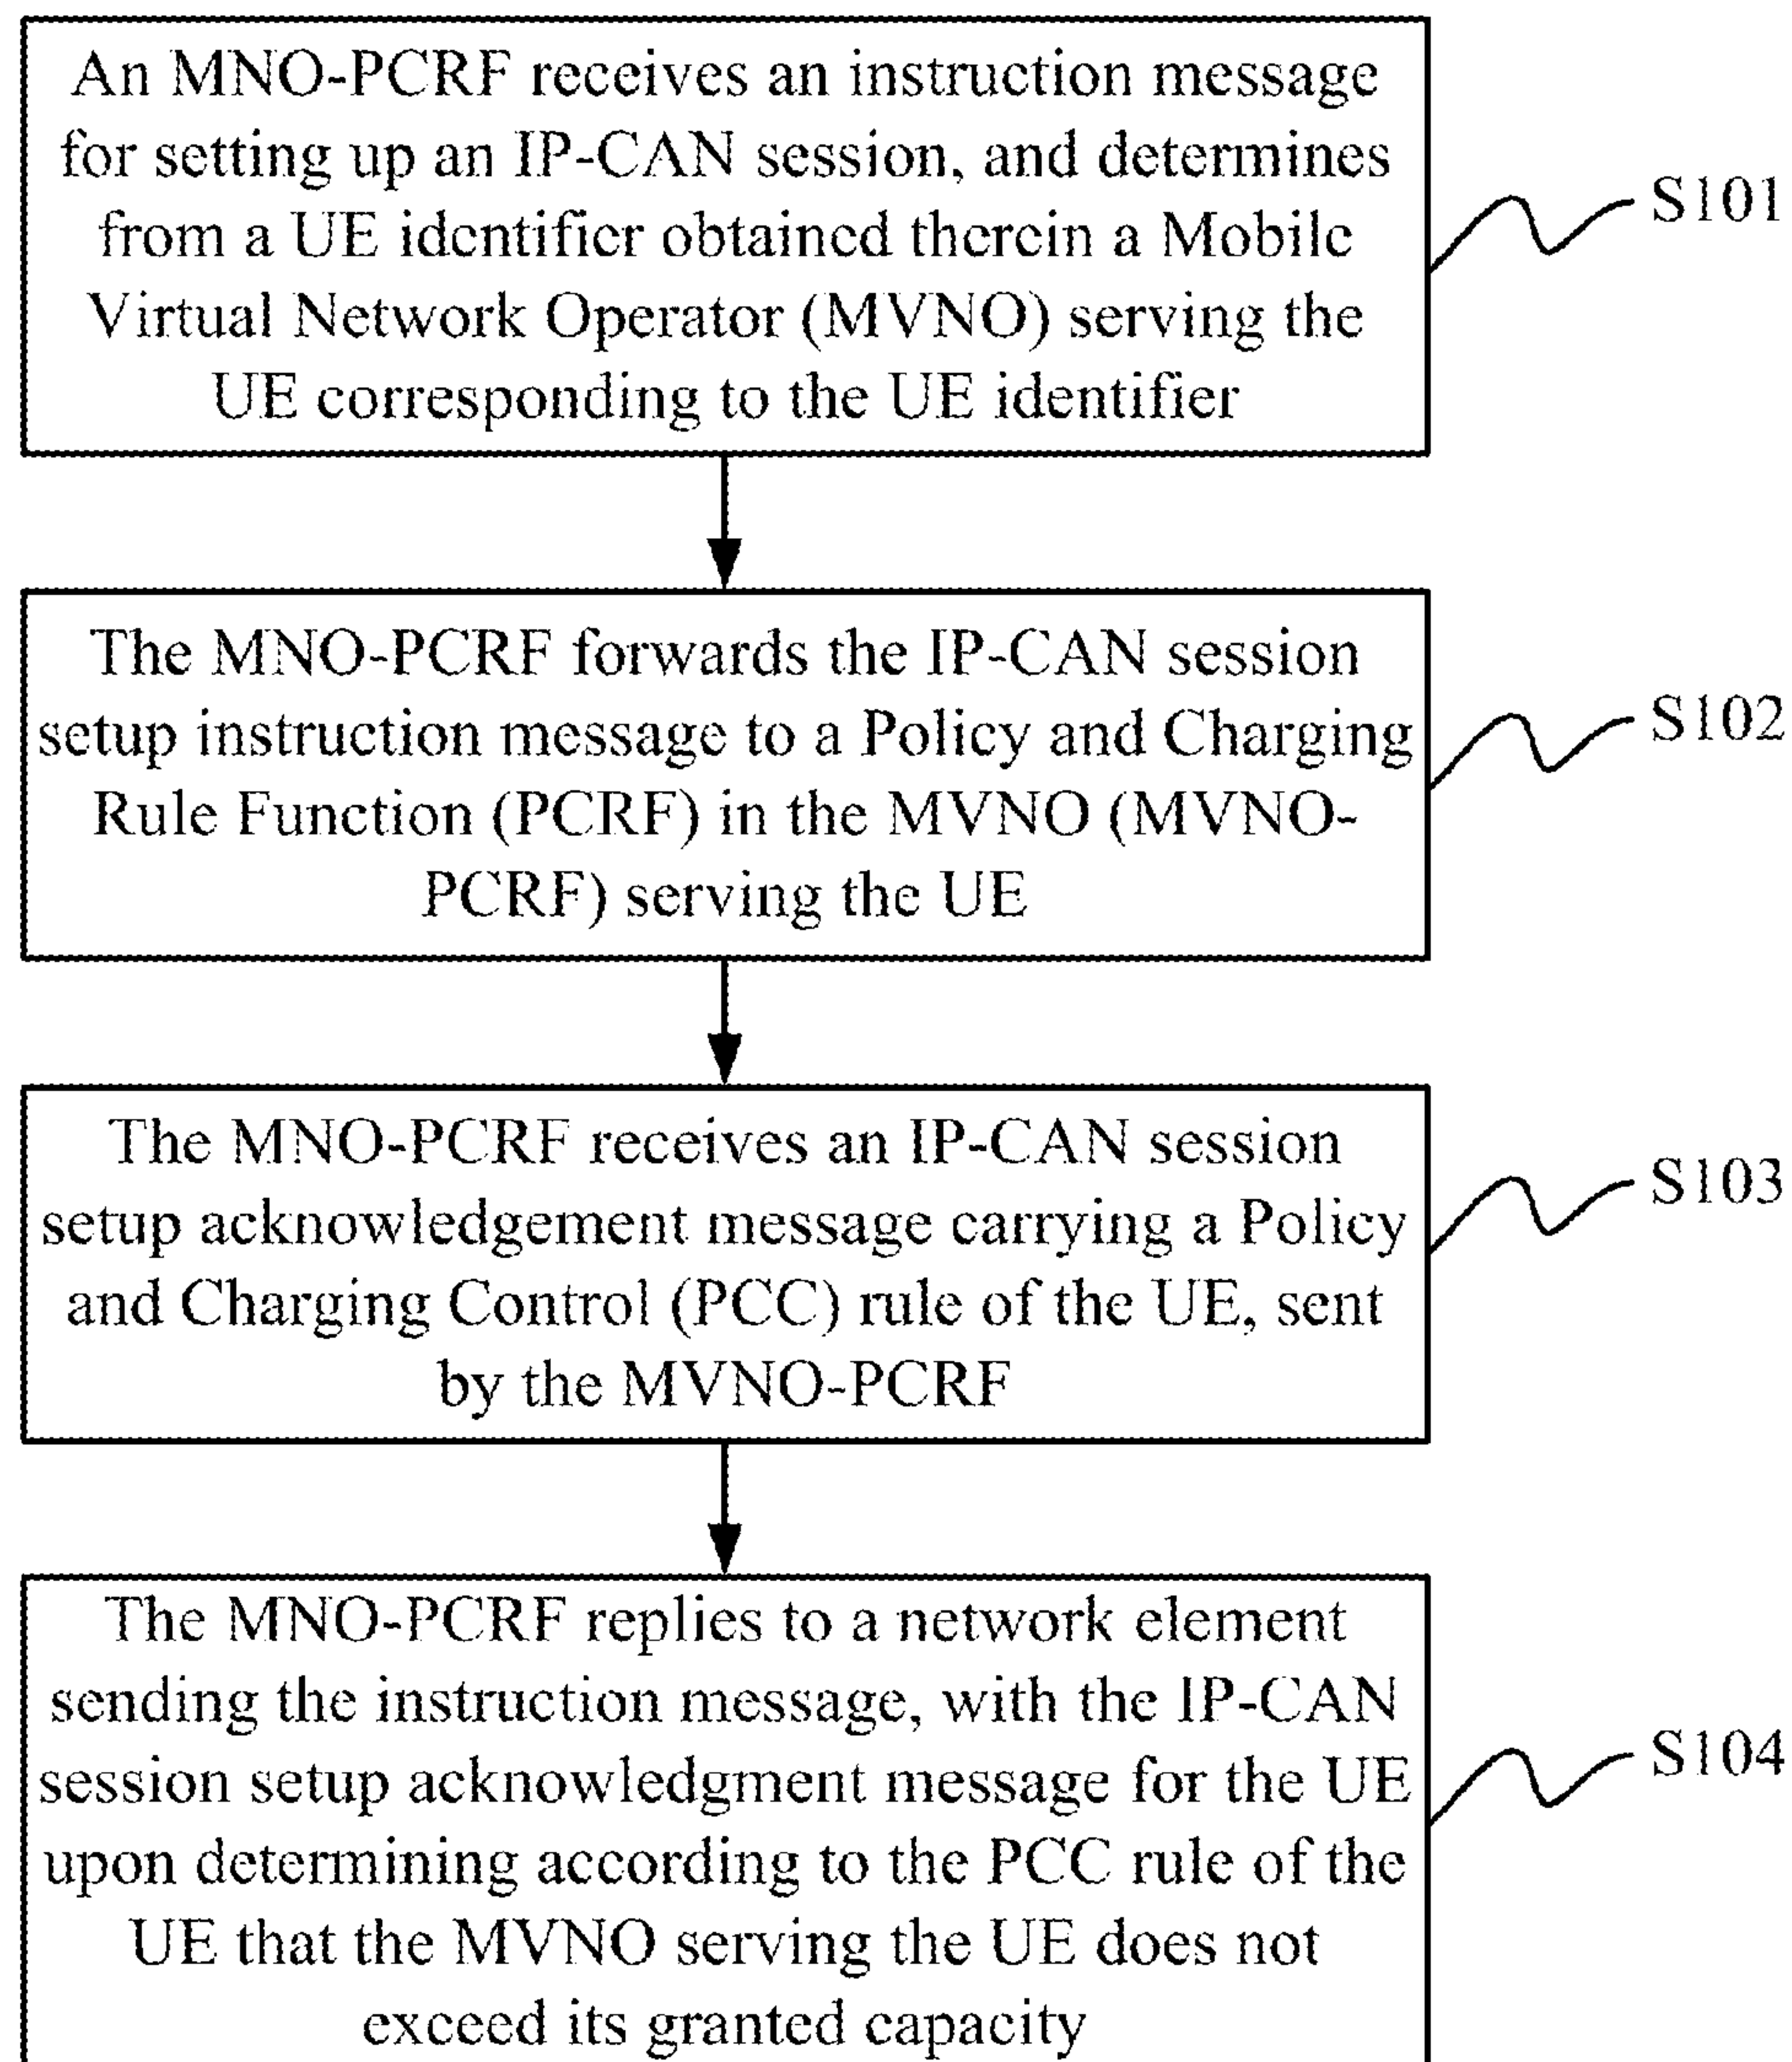 An MNO-PCRF receives an instruction message
for setting up an IP-CAN session, and determines
from a UE identifier obtained therein a Mobile
Virtual Network Operator (MVNO) serving the
UE corresponding to the UE identifier
S101
The MNO-PCRF forwards the IP-CAN session
setup instruction message to a Policy and Charging
Rule Function (PCRF) in the MVNO (MVNO-
PCRF) serving the UE
S102
The MNO-PCRF receives an IP-CAN session
setup acknowledgement message carrying a Policy
and Charging Control (PCC) rule of the UE, sent
by the MVNO-PCRF
S103
The MNO-PCRF replies to a network element
sending the instruction message, with the IP-CAN
session setup acknowledgment message for the UE
upon determining according to the PCC rule of the
UE that the MVNO serving the UE does not
exceed its granted capacity
S104